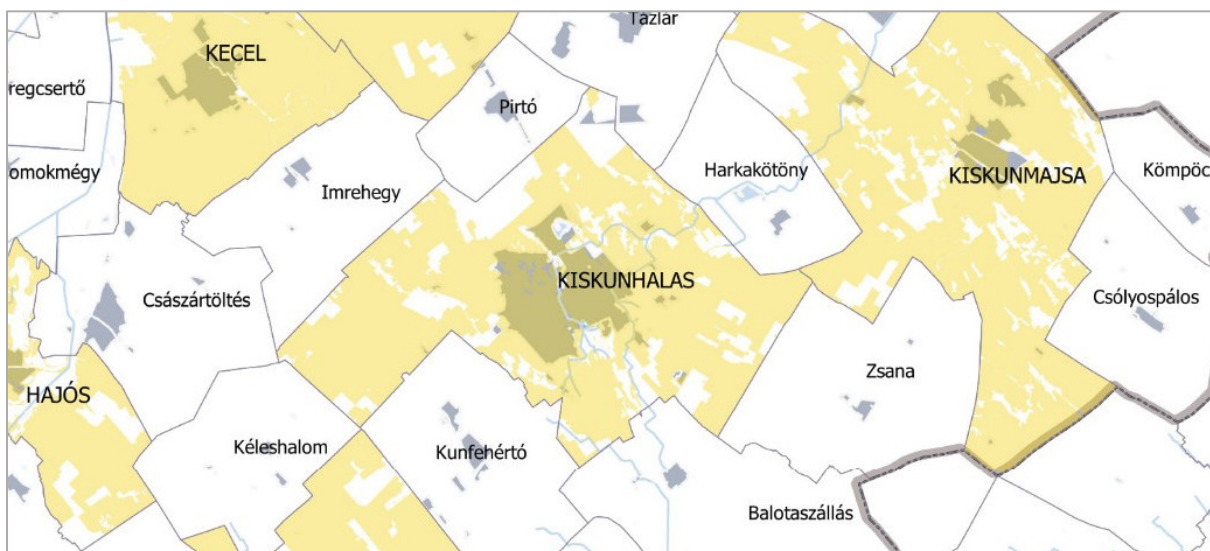 Tázlár
KECEL
regcsertő
Pirtó
omokmégy
Imrehegy
Harkakötöny
KISKUNMAJSA
Kömpöc
KISKUNHALAS
Császártöltés
Csólyospálos
Zsana
HAJÓS
Kéleshalom
Kunfehértó
Balotaszállás